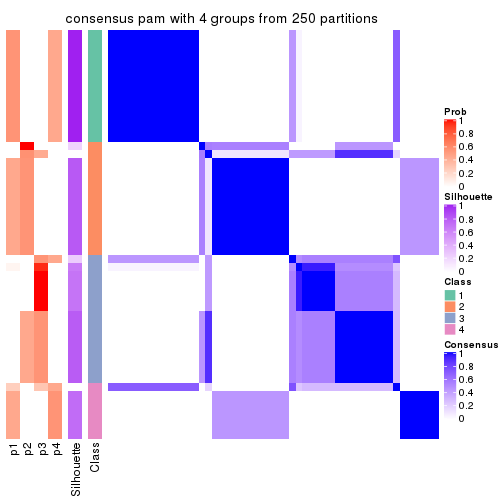 consensus pam with 4 groups from 250 partitions
Prob
1
0.8
0.6
0.4
0.2
0
Silhouette
1
0.8
0.6
0.4
0.2
0
Class
1
2
3
4
Consensus
1
0.8
0.6
0.4
0.2
0
p1
p2
p3
p4
Silhouette
Class